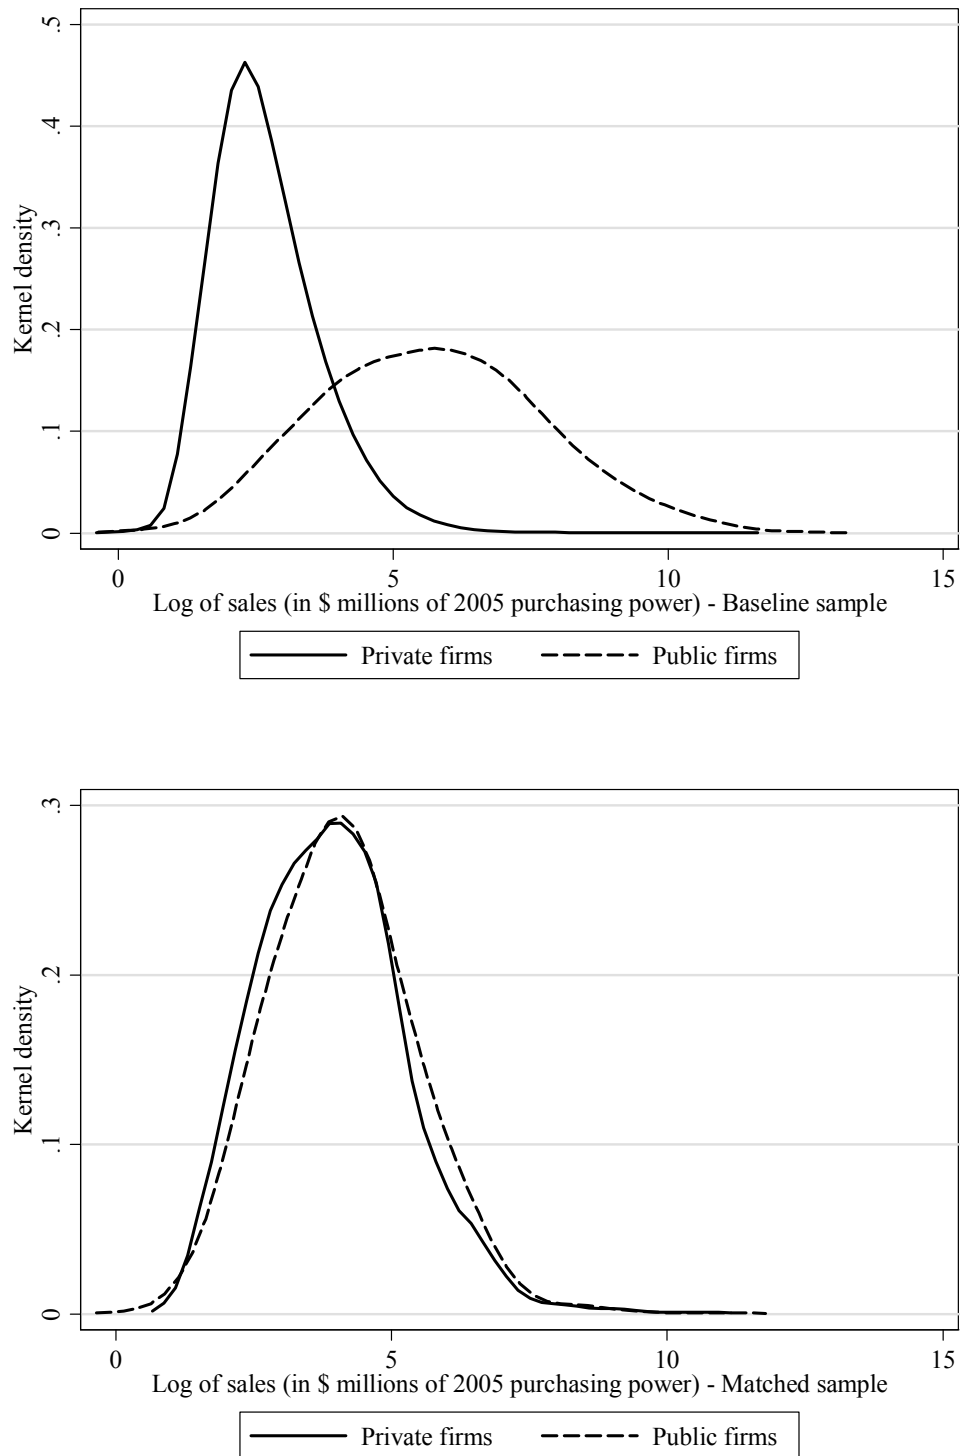 .5
.4
.3
.2
.1
0
Kernel density
0 5 10 15
Log of sales (in $ millions of 2005 purchasing power) - Baseline sample
Private firms Public firms
.3
.2
.1
0
Kernel density
0 5 10 15
Log of sales (in $ millions of 2005 purchasing power) - Matched sample
Private firms Public firms